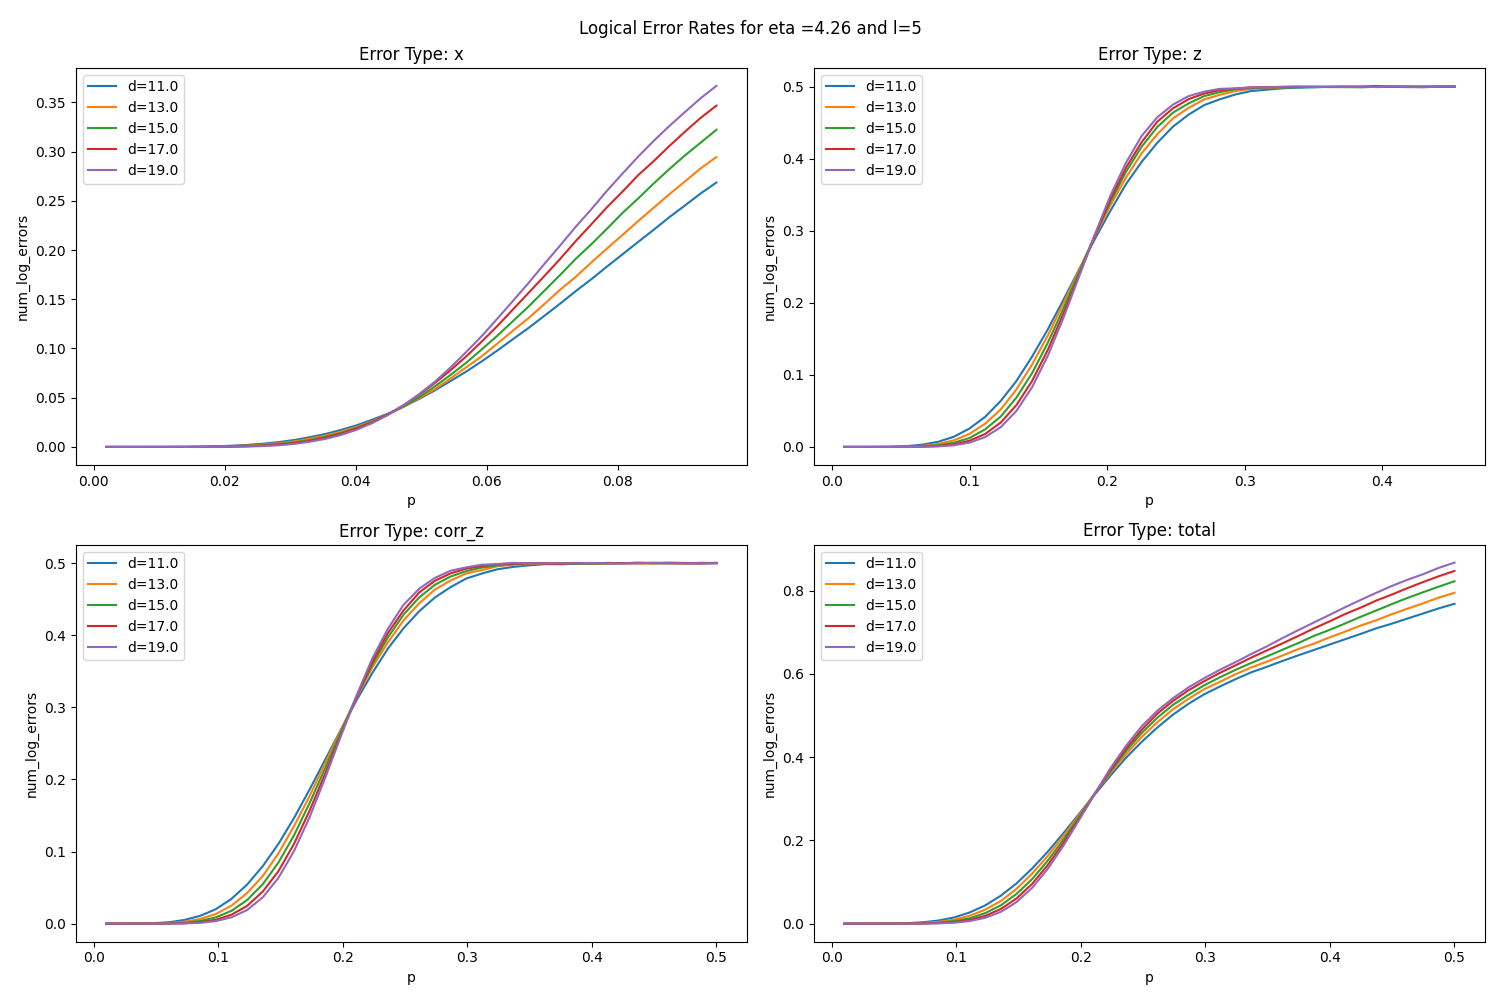 Logical Error Rates for eta =4.26 and l=5
Error Type: x
d=11.0
d=13.0
d=15.0
d=17.0
d=19.0
0.35
0.30
0.25
0.20
0.15
0.10
0.05
0.00
num_log_errors
0.00 0.02 0.04 0.06 0.08
p
Error Type: z
d=11.0
d=13.0
d=15.0
d=17.0
d=19.0
0.5
0.4
0.3
0.2
0.1
0.0
num_log_errors
0.0 0.1 0.2 0.3 0.4
p
Error Type: corr_z
d=11.0
d=13.0
d=15.0
d=17.0
d=19.0
0.5
0.4
0.3
0.2
0.1
0.0
num_log_errors
0.0 0.1 0.2 0.3 0.4 0.5
p
Error Type: total
d=11.0
d=13.0
d=15.0
d=17.0
d=19.0
0.8
0.6
0.4
0.2
0.0
num_log_errors
0.0 0.1 0.2 0.3 0.4 0.5
p